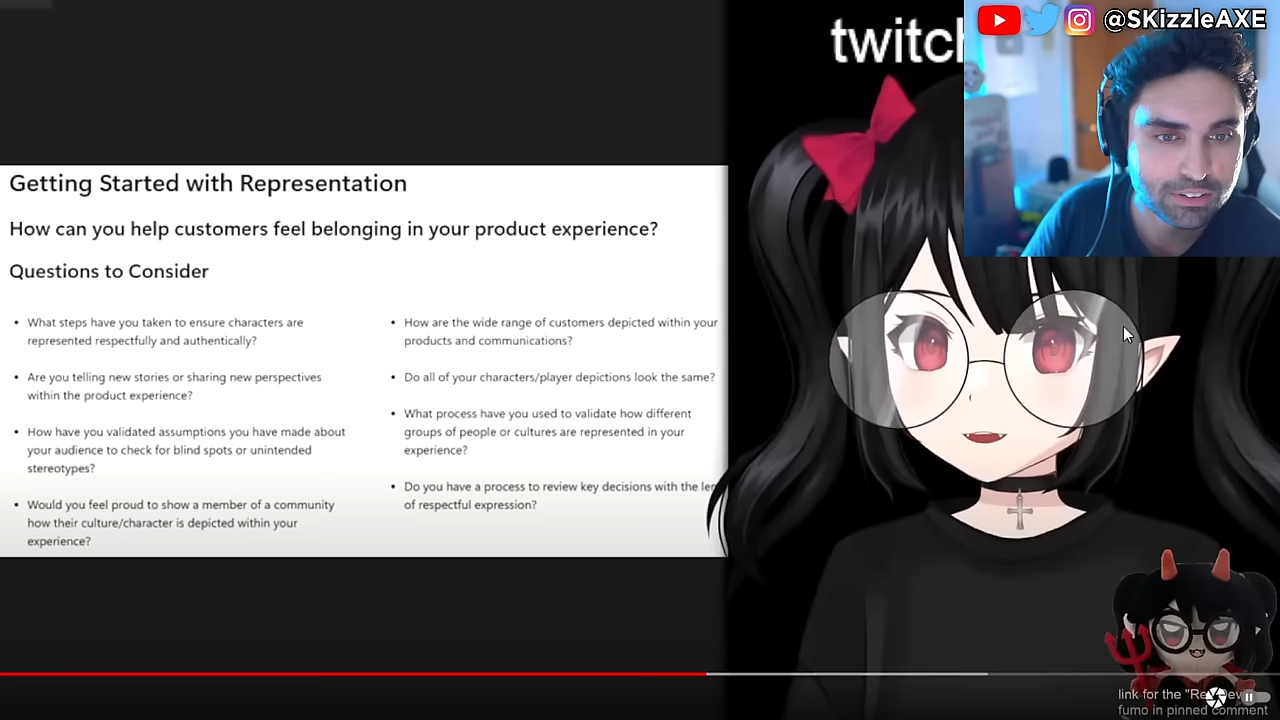 twitch
@SKizzleAXE
Getting Started with Representation
How can you help customers feel belonging in your product experience?
Questions to Consider
What steps have you taken to ensure characters are
represented respectfully and authentically?
Are you telling new stories or sharing new perspectives
within the product experience?
How have you validated assumptions you have made about
your audience to check for blind spots or unintended
stereotypes?
Would you feel proud to show a member of a community
how their culture/character is depicted within your
experience?
How are the wide range of customers depicted within your
products and communications?
Do all of your characters/player depictions look the same?
What process have you used to validate how different
groups of people or cultures are represented in your
experience?
Do you have a process to review key decisions with the
of respectful expression?
link for the
fumo in pinned comment